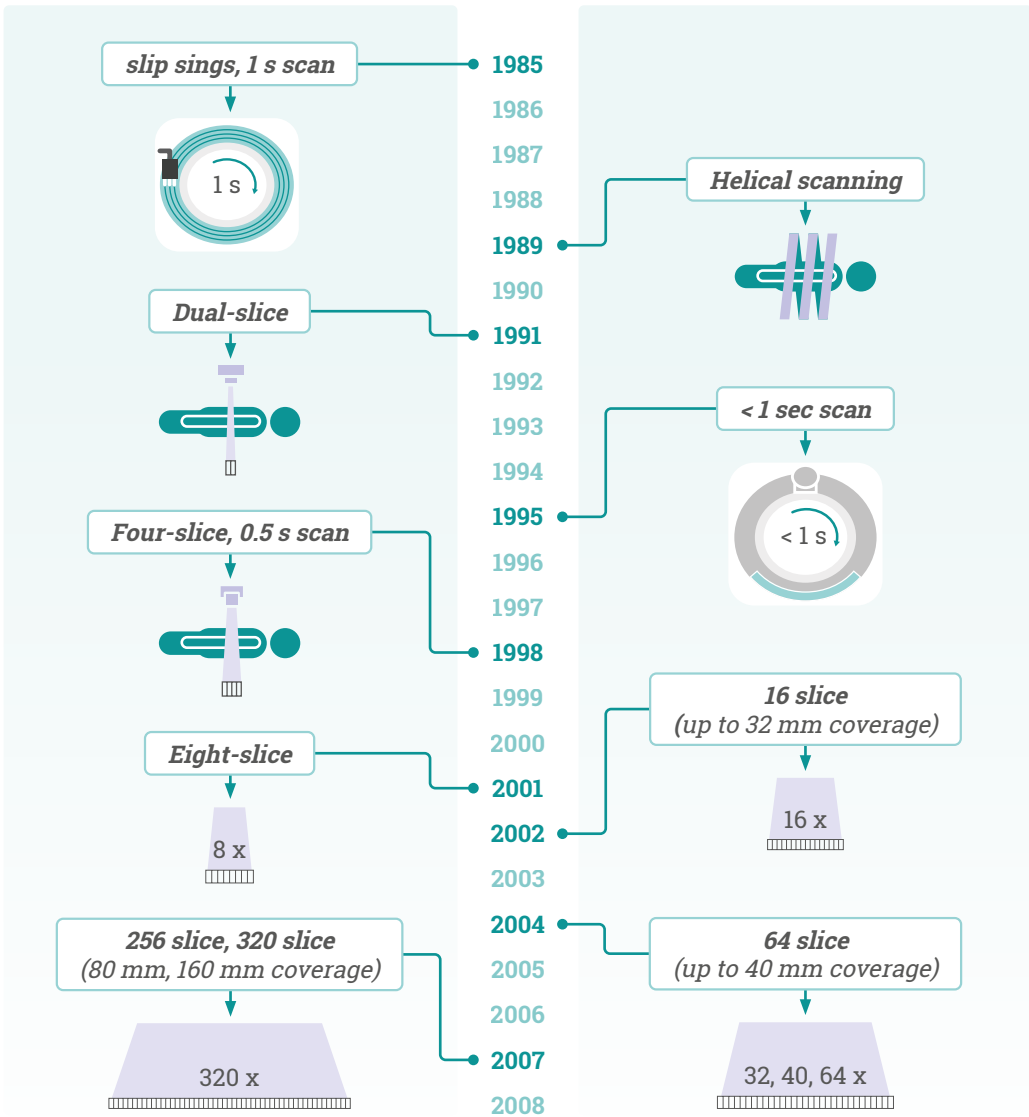 slip sings, 1 s scan
1 s
Dual-slice
Four-slice, 0.5 s scan
Eight-slice
8 x
256 slice, 320 slice
(80 mm, 160 mm coverage)
320 x
1985
1986
1987
1988
1989
1990
1991
1992
1993
1994
1995
1996
1997
1998
1999
2000
2001
2002
2003
2004
2005
2006
2007
2008
Helical scanning
< 1 sec scan
< 1 s
16 slice
(up to 32 mm coverage)
16 x
64 slice
(up to 40 mm coverage)
32, 40, 64 x